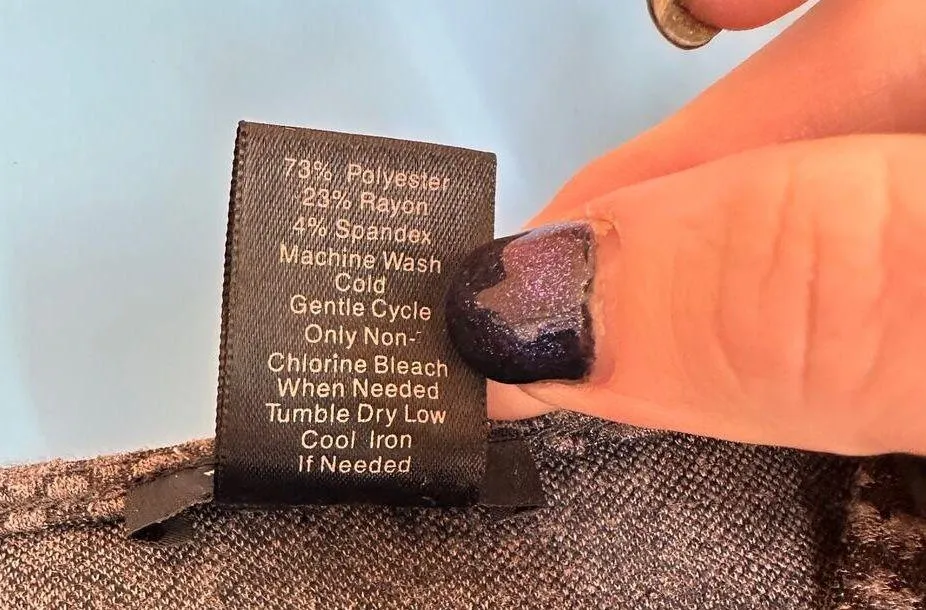 73% Polyester
23% Rayon
4% Spandex
Machine Wash
Cold
Gentle Cycle
Only Non-
Chlorine Bleach
When Needed
Tumble Dry Low
Cool Iron
If Needed